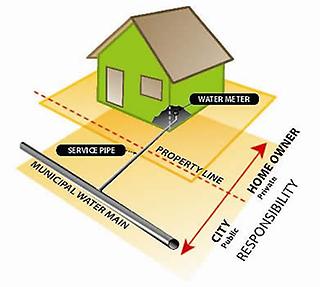 WATER METER
SERVICE PIPE
PROPERTY LINE
MUNICIPAL WATER MAIN
HOME OWNER
Private
CITY
Public
RESPONSIBILITY